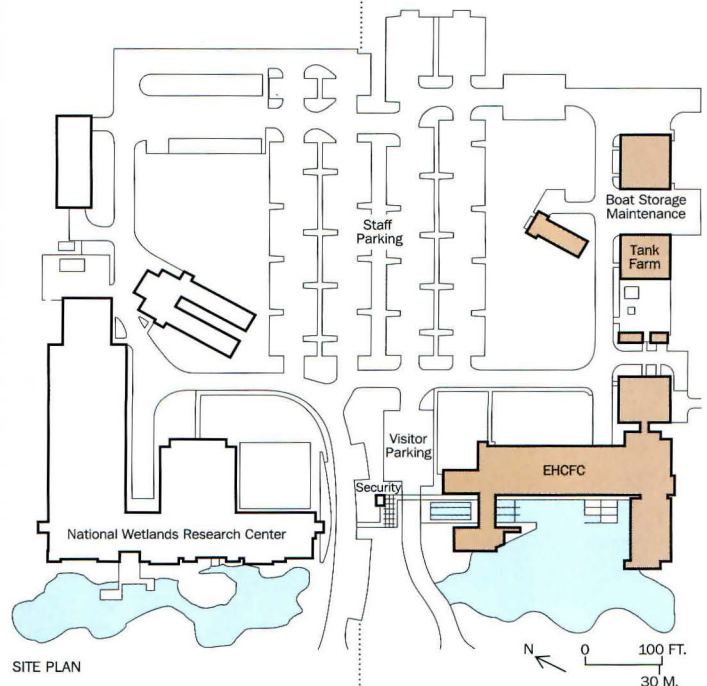 Boat Storage
Maintenance
Staff
Parking
Tank
Farm
Visitor
Parking
EHCFC
Security
National Wetlands Research Center
N
0
100 FT.
30 M.
SITE PLAN